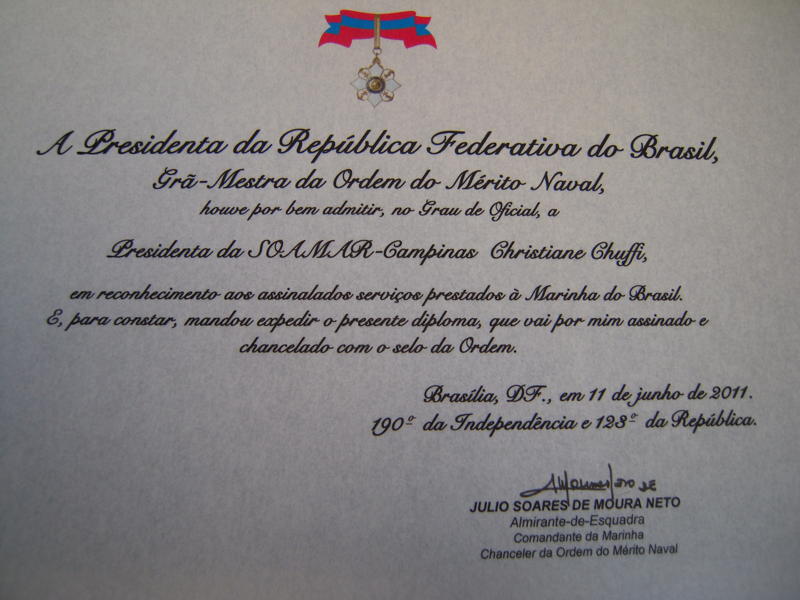 A Presidenta da República Federativa do Brasil,
Grã-Mestra da Ordem do Mérito Naval,
houve por bem admitir, no Grau de Oficial, a
Presidenta da SOAMAR-Campinas Christiane Chuffi,
em reconhecimento aos assinalados serviços prestados à Marinha do Brasil.
E, para constar, mandou expedir o presente diploma, que vai por mim assinado e
chancelado com o selo da Ordem.
Brasília, DF., em 11 de junho de 2011.
190º da Independência e 123º da República.
JULIO SOARES DE MOURA NETO
Almirante-de-Esquadra
Comandante da Marinha
Chanceler da Ordem do Mérito Naval